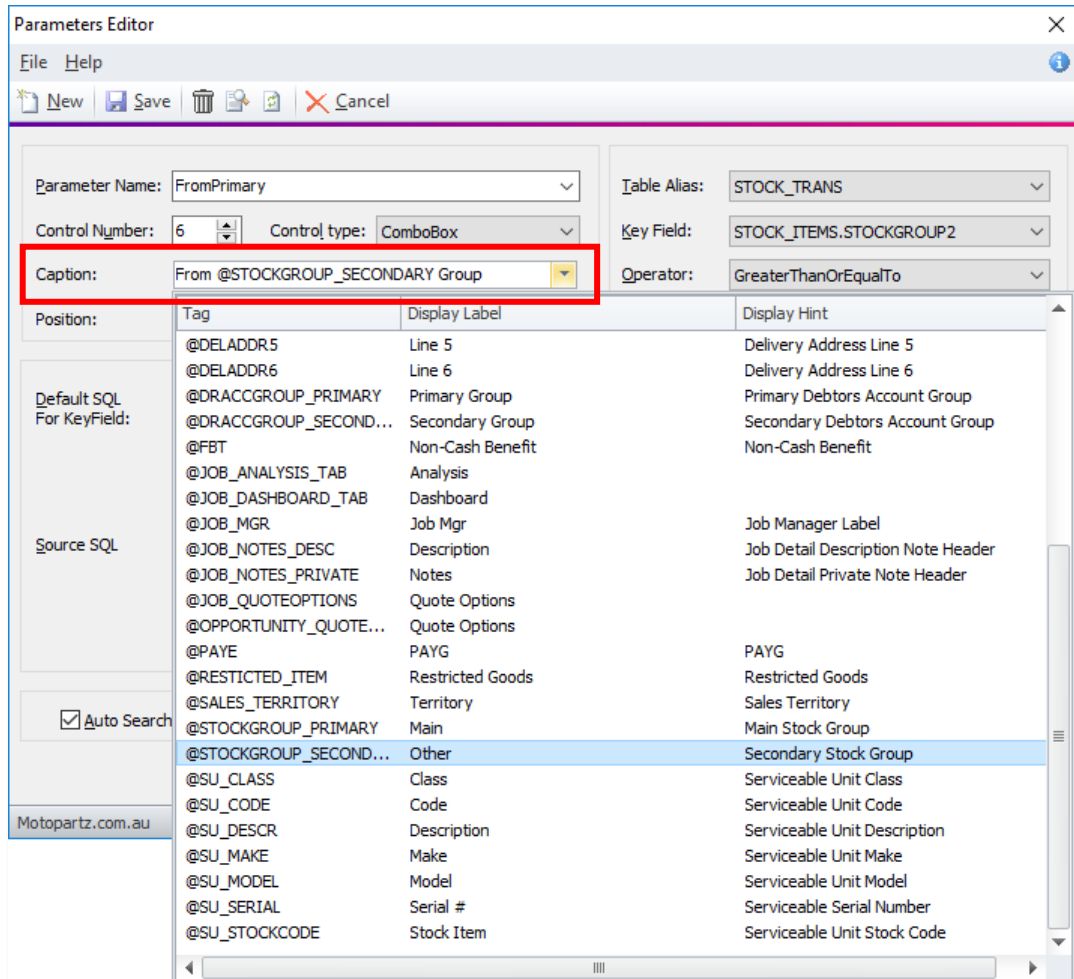 Parameters Editor
File Help
New Save Cancel
Parameter Name: FromPrimary Table Alias: STOCK_TRANS
Control Number: 6 Control type: ComboBox Key Field: STOCK_ITEMS.STOCKGROUP2
Caption: From @STOCKGROUP_SECONDARY Group Operator: GreaterThanOrEqualTo
Position:
Default SQL
For KeyField:
Source SQL
Auto Search
Motopartz.com.au
Tag Display Label Display Hint
@DELADDR5 Line 5 Delivery Address Line 5
@DELADDR6 Line 6 Delivery Address Line 6
@DRACCGROUP_PRIMARY Primary Group Primary Debtors Account Group
@DRACCGROUP_SECOND... Secondary Group Secondary Debtors Account Group
@FBT Non-Cash Benefit Non-Cash Benefit
@JOB_ANALYSIS_TAB Analysis
@JOB_DASHBOARD_TAB Dashboard
@JOB_MGR Job Mgr Job Manager Label
@JOB_NOTES_DESC Description Job Detail Description Note Header
@JOB_NOTES_PRIVATE Notes Job Detail Private Note Header
@JOB_QUOTEOPTIONS Quote Options
@OPPORTUNITY_QUOTE... Quote Options
@PAYE PAYG PAYG
@RESTICTED_ITEM Restricted Goods Restricted Goods
@SALES_TERRITORY Territory Sales Territory
@STOCKGROUP_PRIMARY Main Main Stock Group
@STOCKGROUP_SECOND... Other Secondary Stock Group
@SU_CLASS Class Serviceable Unit Class
@SU_CODE Code Serviceable Unit Code
@SU_DESCR Description Serviceable Unit Description
@SU_MAKE Make Serviceable Unit Make
@SU_MODEL Model Serviceable Unit Model
@SU_SERIAL Serial # Serviceable Serial Number
@SU_STOCKCODE Stock Item Serviceable Unit Stock Code